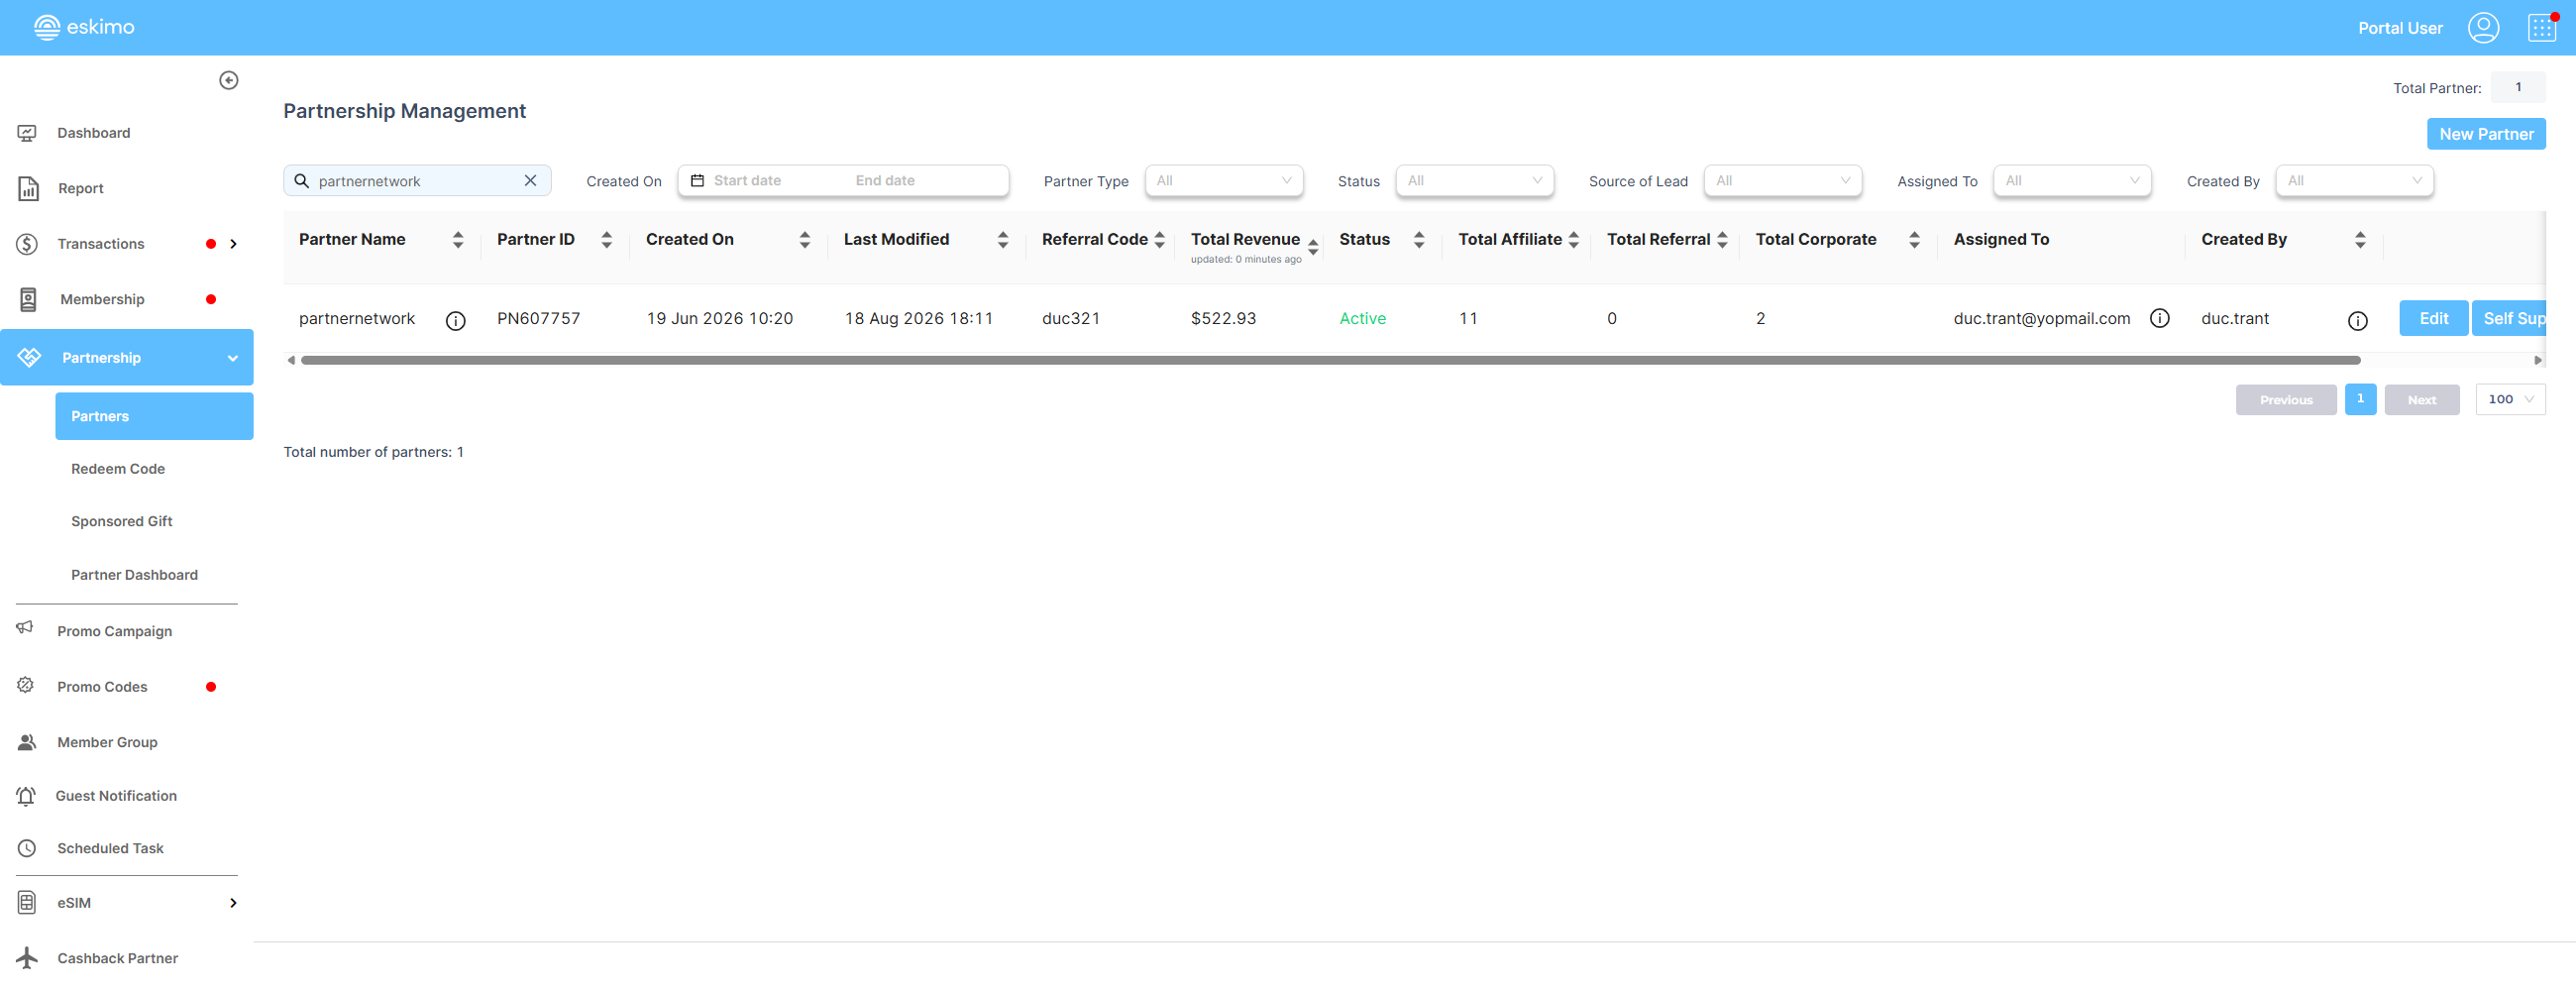 eskimo
Portal User
Total Partner: 1
Partnership Management
New Partner
Dashboard
Report
Transactions
Membership
Partnership
Partners
Redeem Code
Sponsored Gift
Partner Dashboard
Promo Campaign
Promo Codes
Member Group
Guest Notification
Scheduled Task
eSIM
Cashback Partner
partnernetwork
Created On Start date End date
Partner Type All
Status All
Source of Lead All
Assigned To All
Created By All
Partner Name Partner ID Created On Last Modified Referral Code Total Revenue Status Total Affiliate Total Referral Total Corporate Assigned To Created By
updated: 0 minutes ago
partnernetwork PN607757 19 Jun 2026 10:20 18 Aug 2026 18:11 duc321 $522.93 Active 11 0 2 duc.trant@yopmail.com duc.trant Edit Self Sup
Previous 1 Next 100
Total number of partners: 1